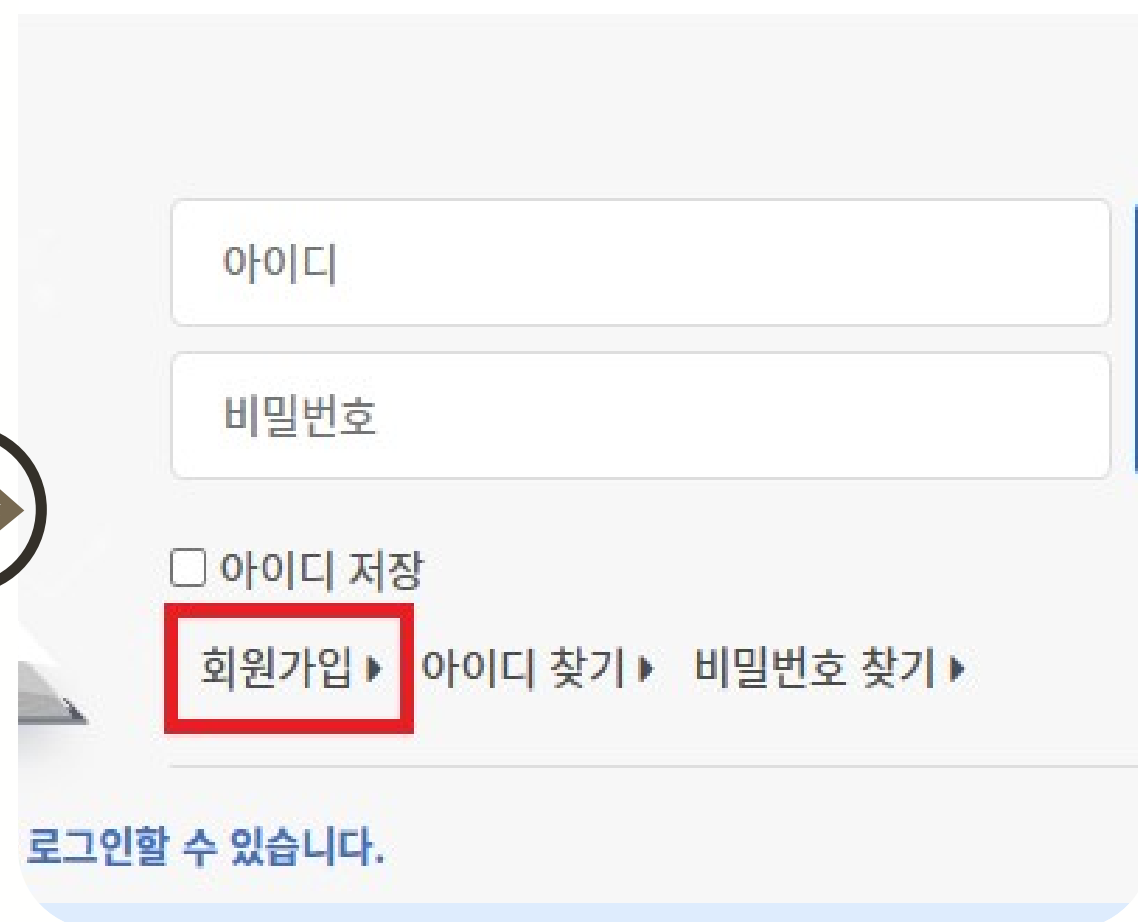 아이디
비밀번호
아이디 저장
회원가입 아이디 찾기 비밀번호 찾기
로그인할 수 있습니다.